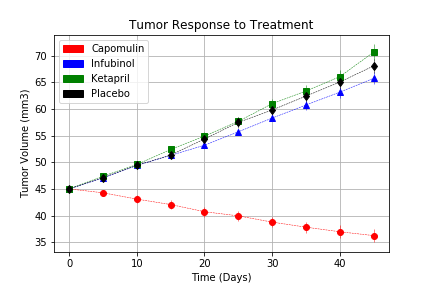 Tumor Response to Treatment
Capomulin
Infubinol
Ketapril
Placebo
70
65
60
55
50
45
40
35
Tumor Volume (mm3)
0 10 20 30 40
Time (Days)